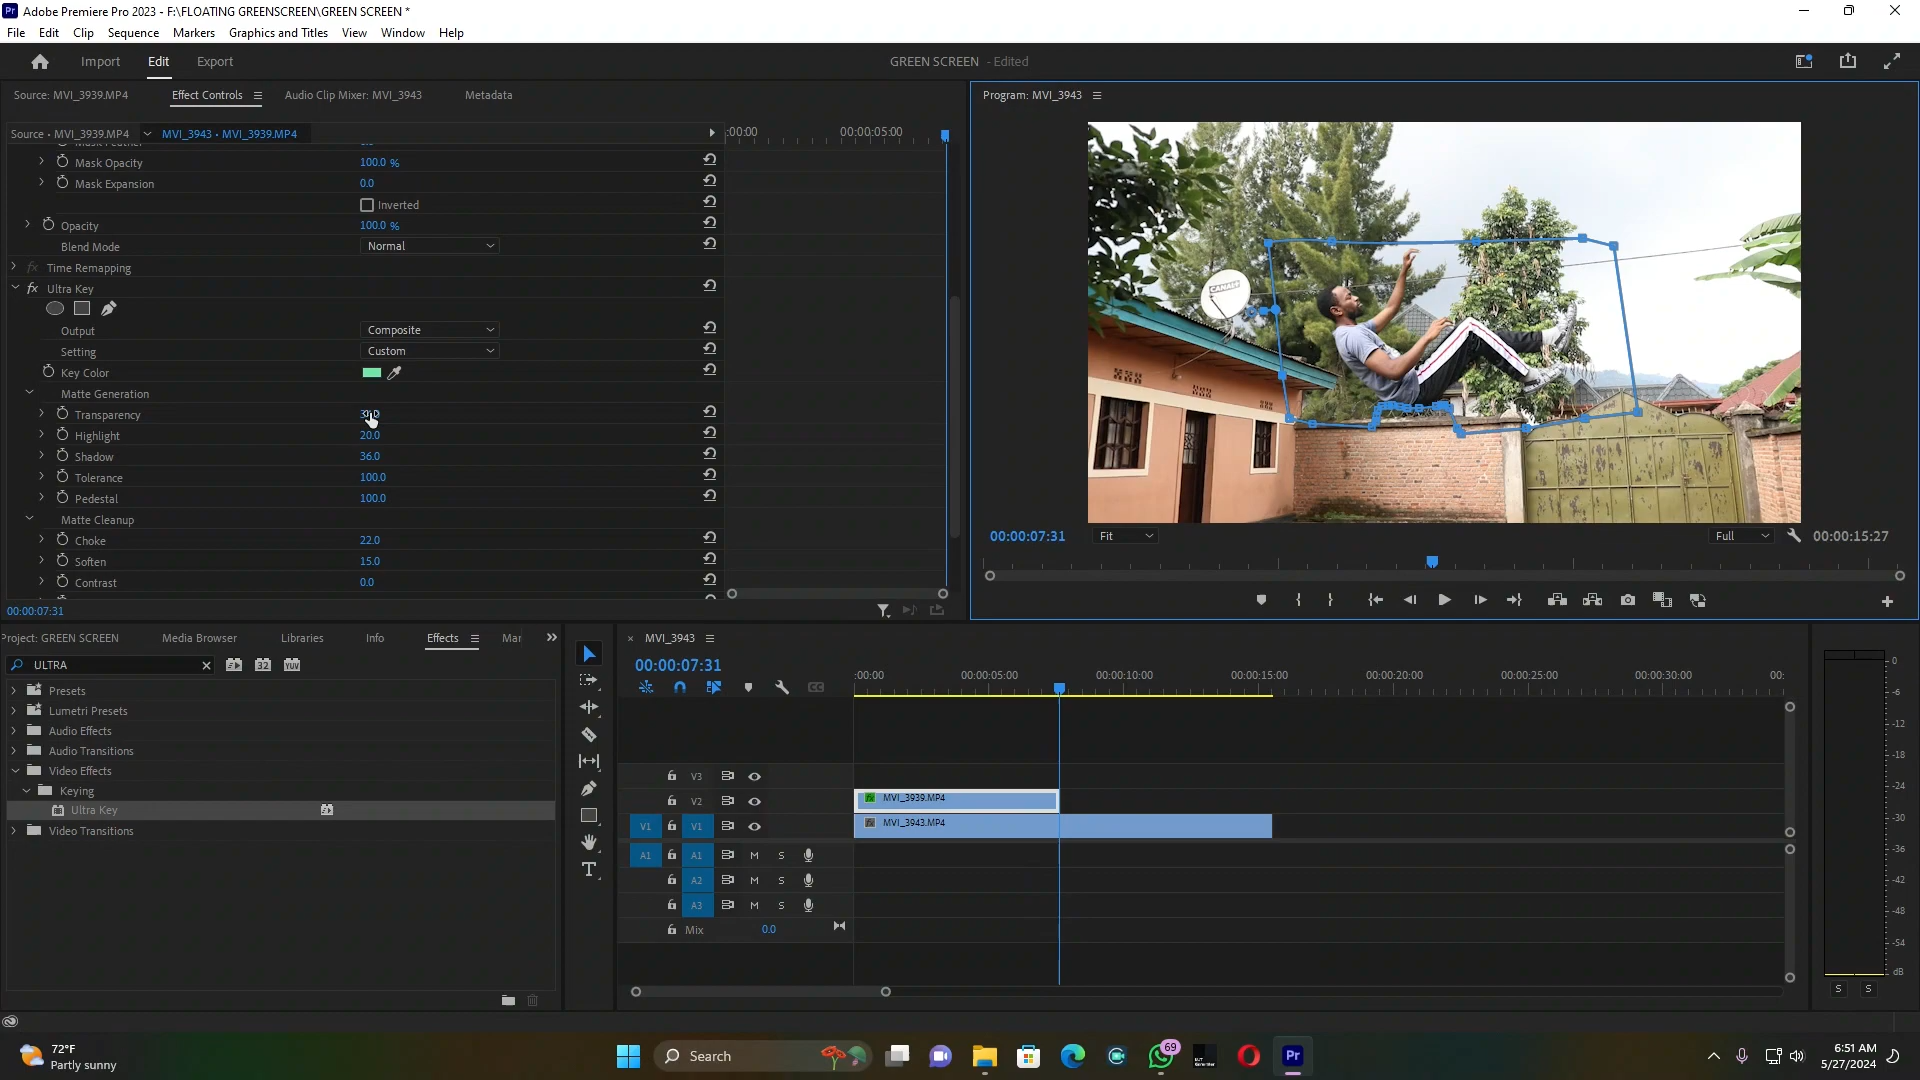 Pr Adobe Premiere Pro 2023 - F:\FLOATING GREENSCREEN\GREEN SCREEN *
File Edit Clip Sequence Markers Graphics and Titles View Window Help
Import Edit Export GREEN SCREEN - Edited
Source: MVI_3939.MP4 Effect Controls Audio Clip Mixer: MVI_3943 Metadata
Program: MVI_3943
Source • MVI_3939.MP4 MVI_3943 • MVI_3939.MP4 :00:00 00:00:05:00
Mask Opacity 100.0 %
Mask Expansion 0.0
Inverted
Opacity 100.0 %
Blend Mode Normal
fx Time Remapping
fx Ultra Key
Output Composite
Setting Custom
Key Color
Matte Generation
Transparency
Highlight 20.0
Shadow 36.0
Tolerance 100.0
Pedestal 100.0
Matte Cleanup
Choke 22.0
Soften 15.0
Contrast 0.0
00:00:07:31
CANAL+
00:00:07:31 Fit Full 00:00:15:27
Project: GREEN SCREEN Media Browser Libraries Info Effects Mar
ULTRA 32 YUV
Presets
Lumetri Presets
Audio Effects
Audio Transitions
Video Effects
Keying
Ultra Key
Video Transitions
× MVI_3943
00:00:07:31
:00:00 00:00:05:00 00:00:10:00 00:00:15:00 00:00:20:00 00:00:25:00 00:00:30:00 00:
V3
V2 fx MVI_3939.MP4
V1 V1 fx MVI_3943.MP4
A1 A1 M S
A2 M S
A3 M S
Mix 0.0
0
-6
-12
-18
-24
-30
-36
-42
-48
-54
dB
S S
72°F
Partly sunny
Search
69
Pr
6:51 AM
5/27/2024